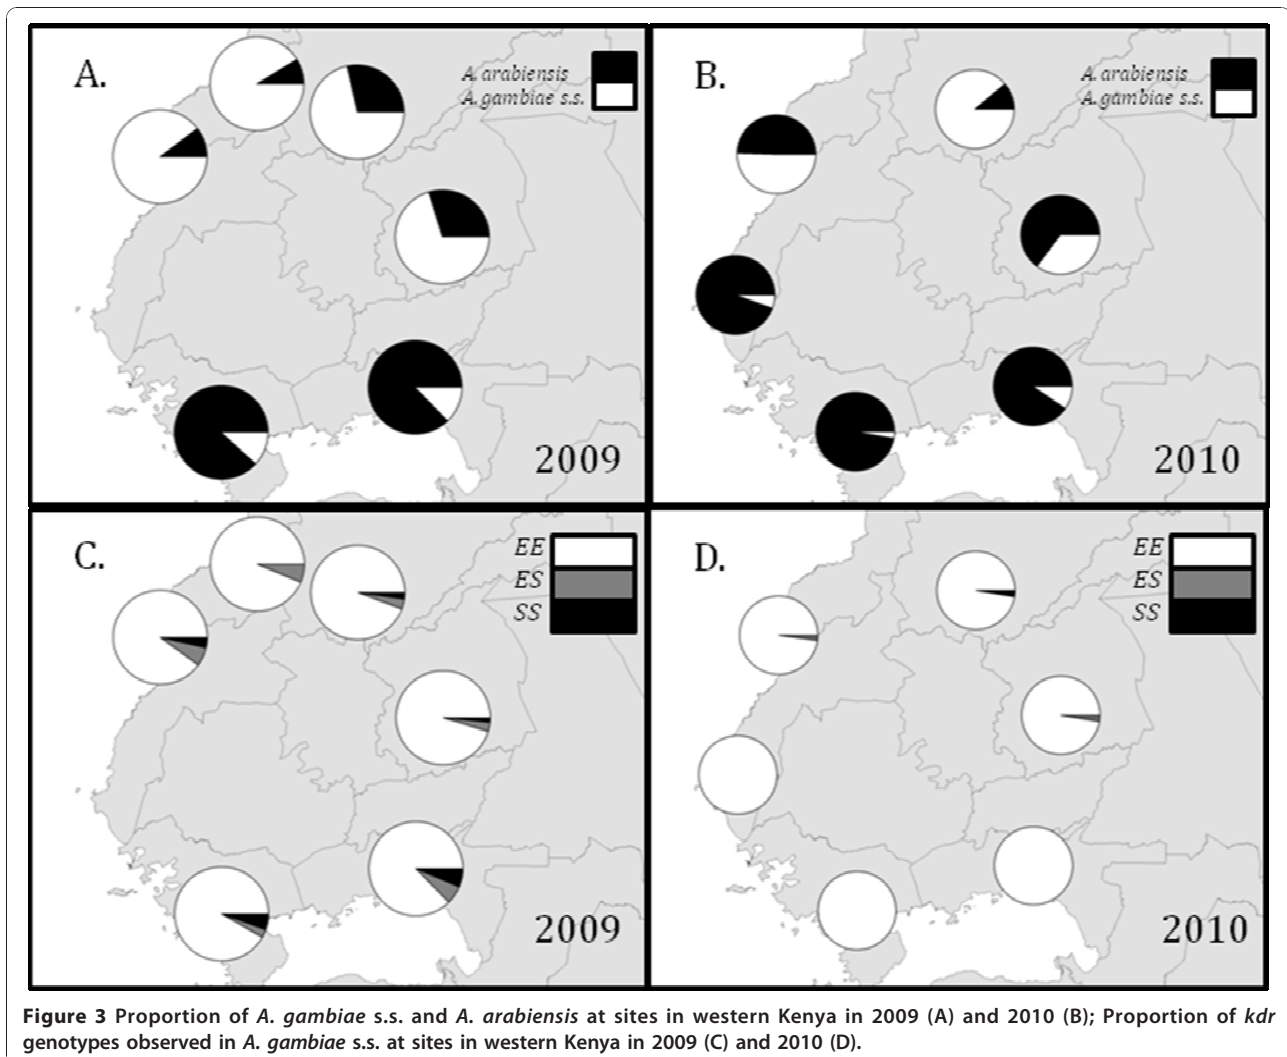 A.
A. arabiensis
A. gambiae s.s.
2009
B.
A. arabiensis
A. gambiae s.s.
2010
C.
EE
ES
SS
2009
D.
EE
ES
SS
2010
Figure 3 Proportion of A. gambiae s.s. and A. arabiensis at sites in western Kenya in 2009 (A) and 2010 (B); Proportion of kdr
genotypes observed in A. gambiae s.s. at sites in western Kenya in 2009 (C) and 2010 (D).